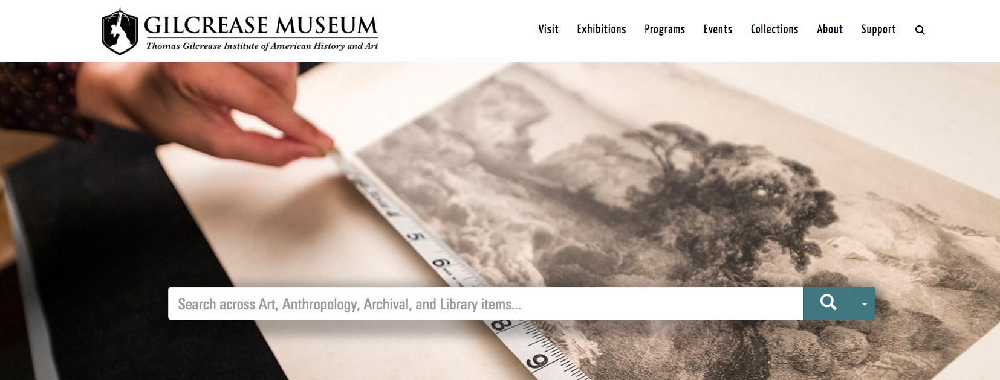 GILCREASE MUSEUM
Thomas Gilcrease Institute of American History and Art
Visit Exhibitions Programs Events Collections About Support
4
5
6
Search across Art, Anthropology, Archival, and Library items...
8
9